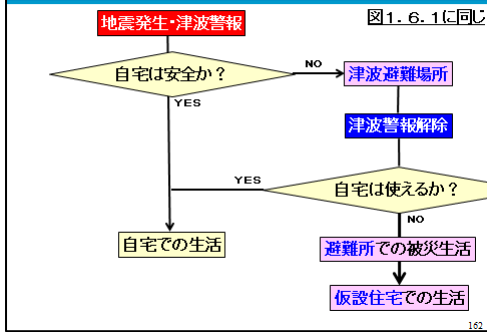 図1．6．1に同じ
地震発生・津波警報
自宅は安全か？
NO
津波避難場所
YES
津波警報解除
YES
自宅は使えるか？
NO
自宅での生活
避難所での被災生活
仮設住宅での生活
162